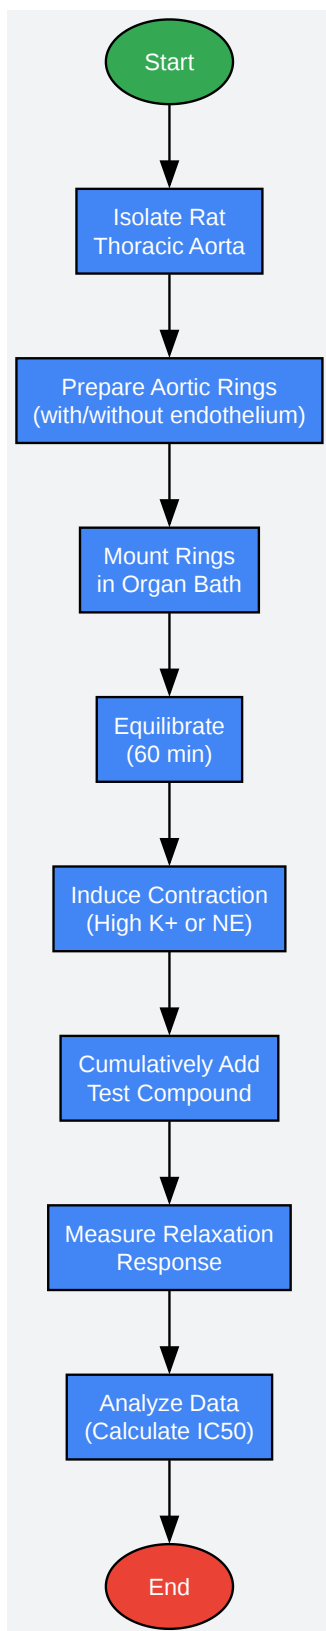 Start
Isolate Rat
Thoracic Aorta
Prepare Aortic Rings
(with/without endothelium)
Mount Rings
in Organ Bath
Equilibrate
(60 min)
Induce Contraction
(High K+ or NE)
Cumulatively Add
Test Compound
Measure Relaxation
Response
Analyze Data
(Calculate IC50)
End